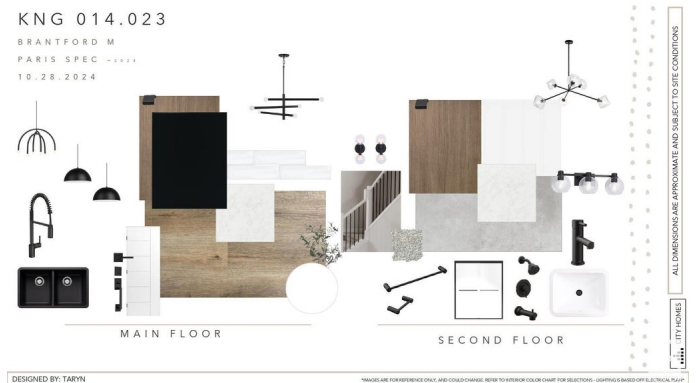 KNG 014.023
BRANTFORD M
PARIS SPEC -2024
10.28.2024
MAIN FLOOR
SECOND FLOOR
ALL DIMENSIONS ARE APPROXIMATE AND SUBJECT TO SITE CONDITIONS
CITY HOMES
DESIGNED BY: TARYN
*IMAGES ARE FOR REFERENCE ONLY, AND COULD CHANGE. REFER TO INTERIOR COLOR CHART FOR SELECTIONS - LIGHTING IS BASED OFF ELECTRICAL PLAN*